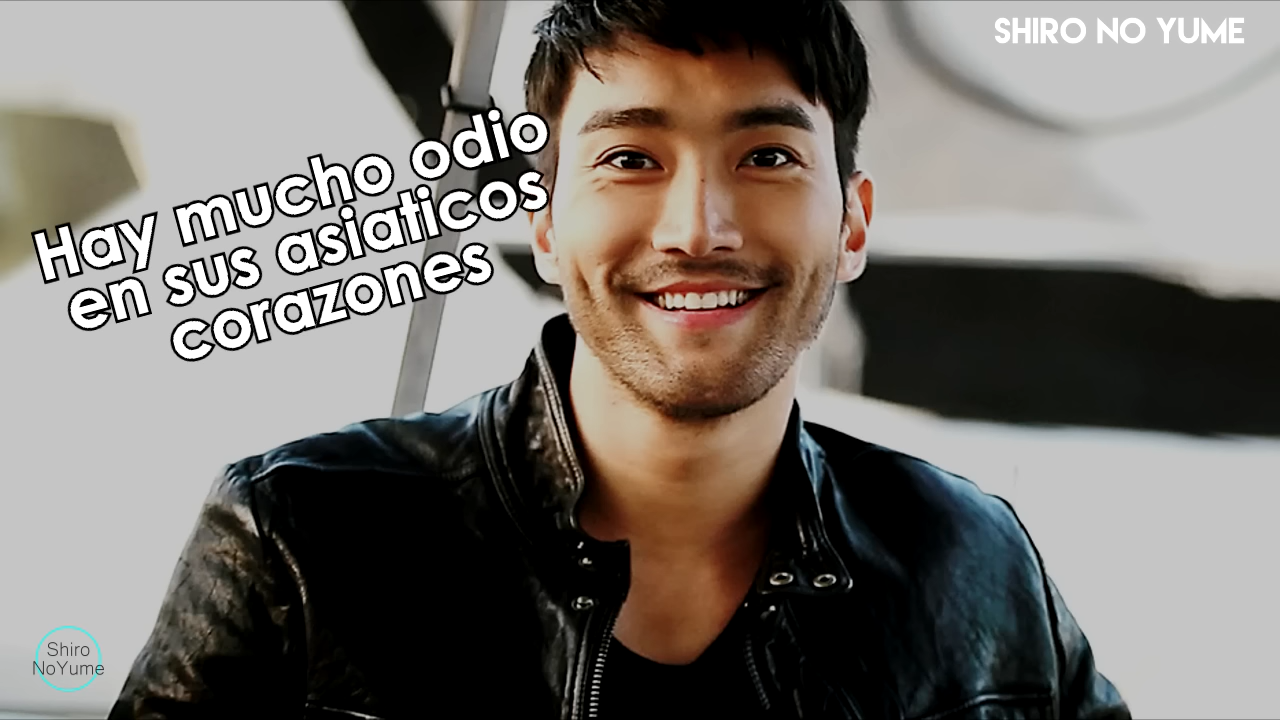 SHIRO NO YUME
Hay mucho odio
en sus asiaticos
corazones
Shiro
NoYume